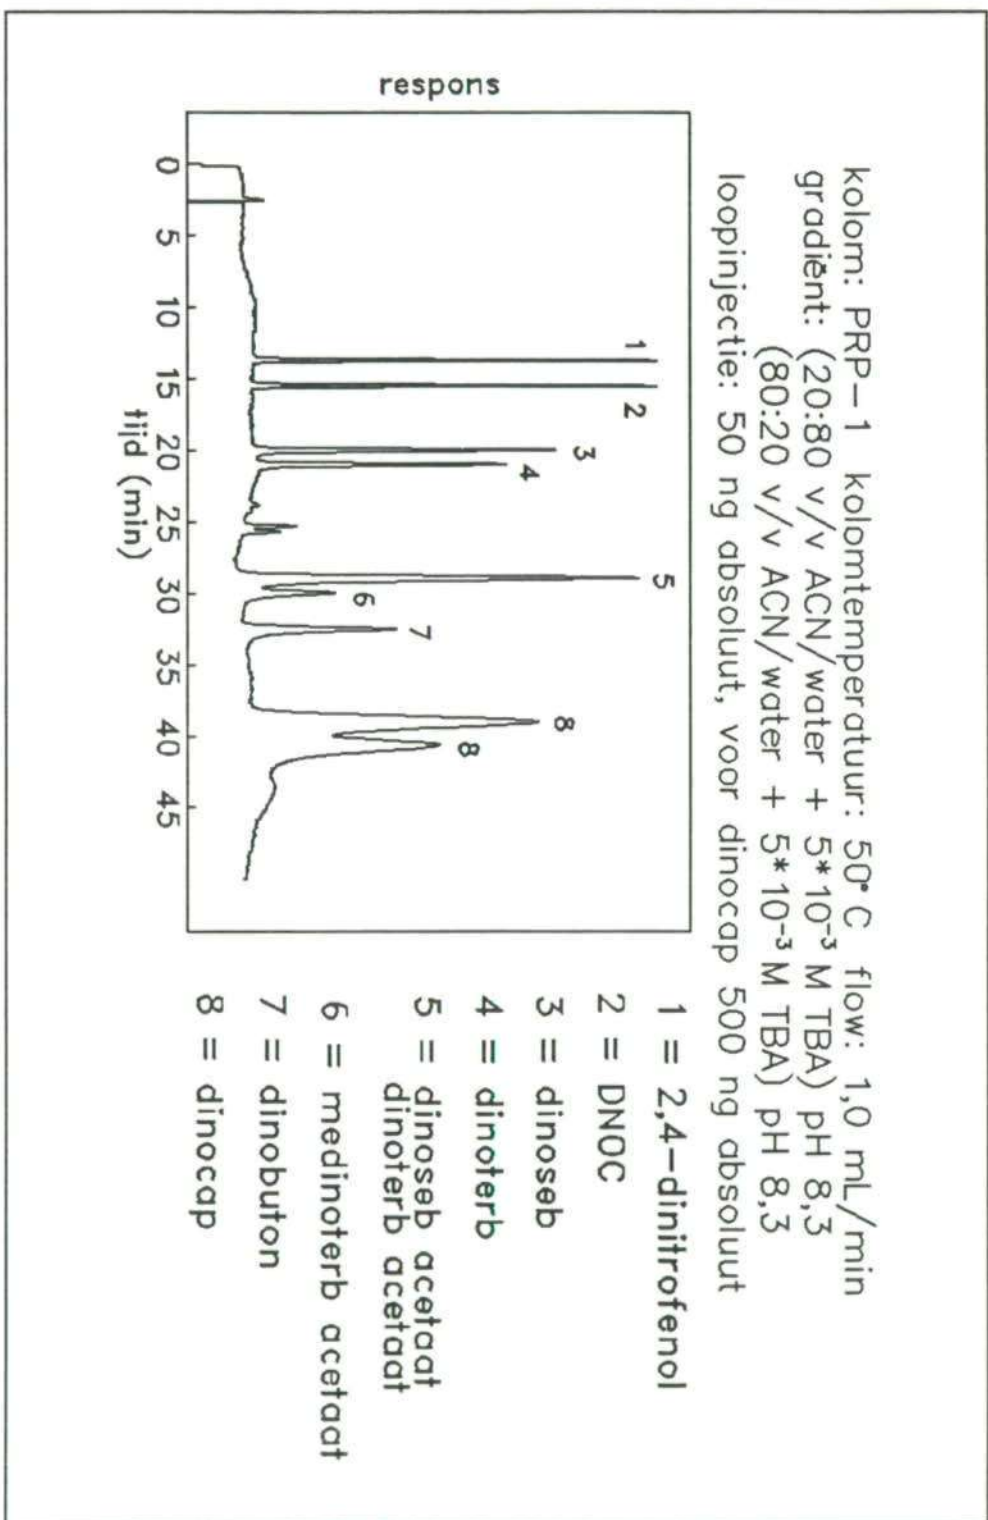 kolom: PRP-1 kolomtemperatuur: 50°C flow: 1,0 mL/min
gradiënt: (20:80 v/v ACN/water + 5*10⁻³ M TBA) pH 8,3
(80:20 v/v ACN/water + 5*10⁻³ M TBA) pH 8,3
loopinjectie: 50 ng absoluut, voor dinocap 500 ng absoluut
respons
1
2
3
4
5
6
7
8
8
0 5 10 15 20 25 30 35 40 45
tijd (min)
1 = 2,4-dinitrofenol
2 = DNOC
3 = dinoseb
4 = dinoterb
5 = dinoseb acetaat
dinoterb acetaat
6 = medinoterb acetaat
7 = dinobuton
8 = dinocap